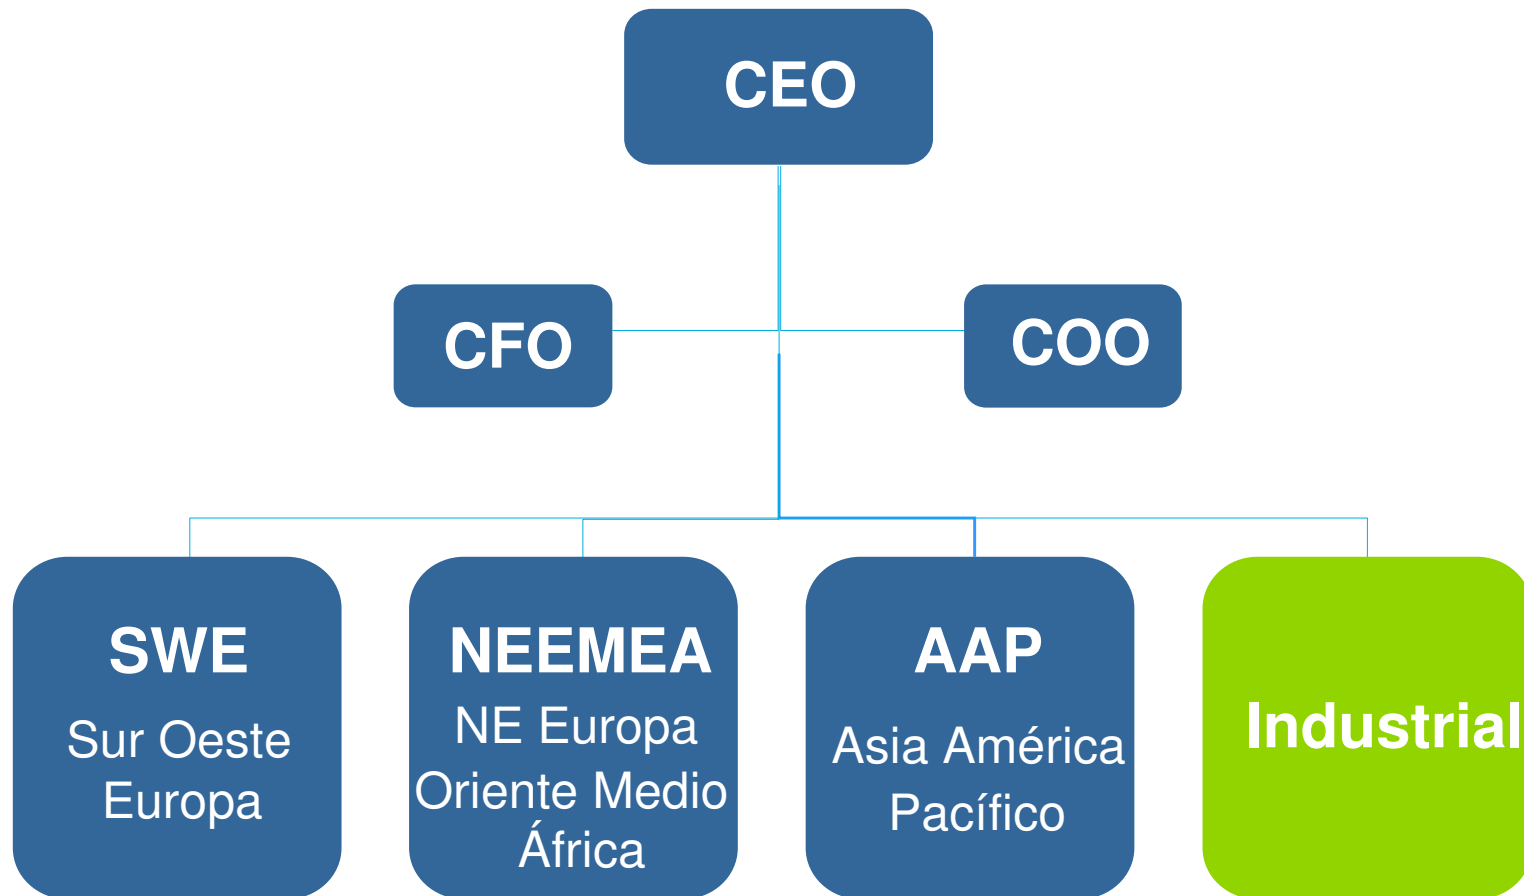 CEO
CFO
COO
SWE
Sur Oeste
Europa
NEEMEA
NE Europa
Oriente Medio
África
AAP
Asia América
Pacífico
Industrial